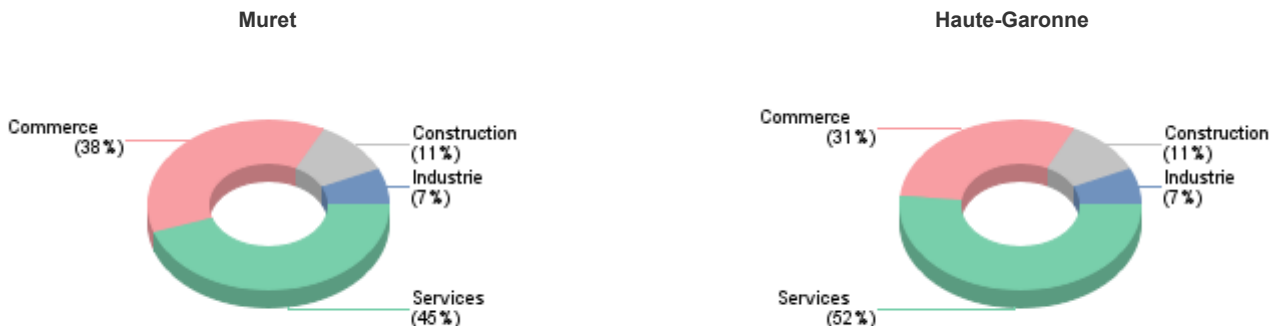 Muret
Haute-Garonne
Commerce
(38%)
Construction
(11%)
Industrie
(7%)
Services
(45%)
Commerce
(31%)
Construction
(11%)
Industrie
(7%)
Services
(52%)